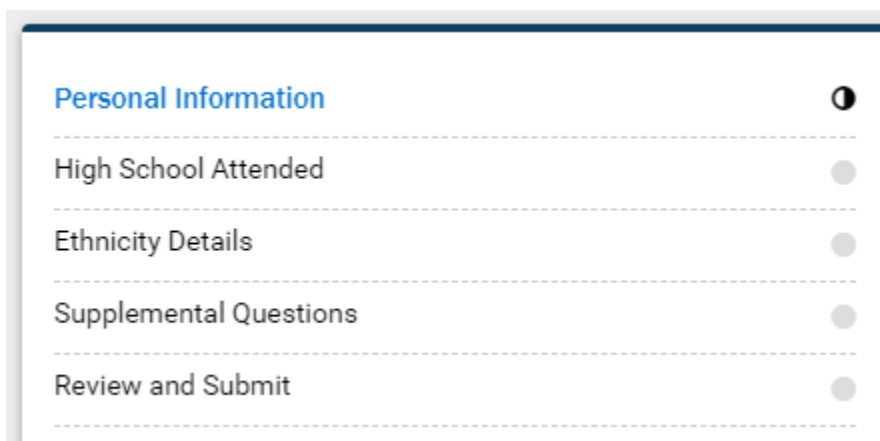 Personal Information
High School Attended
Ethnicity Details
Supplemental Questions
Review and Submit